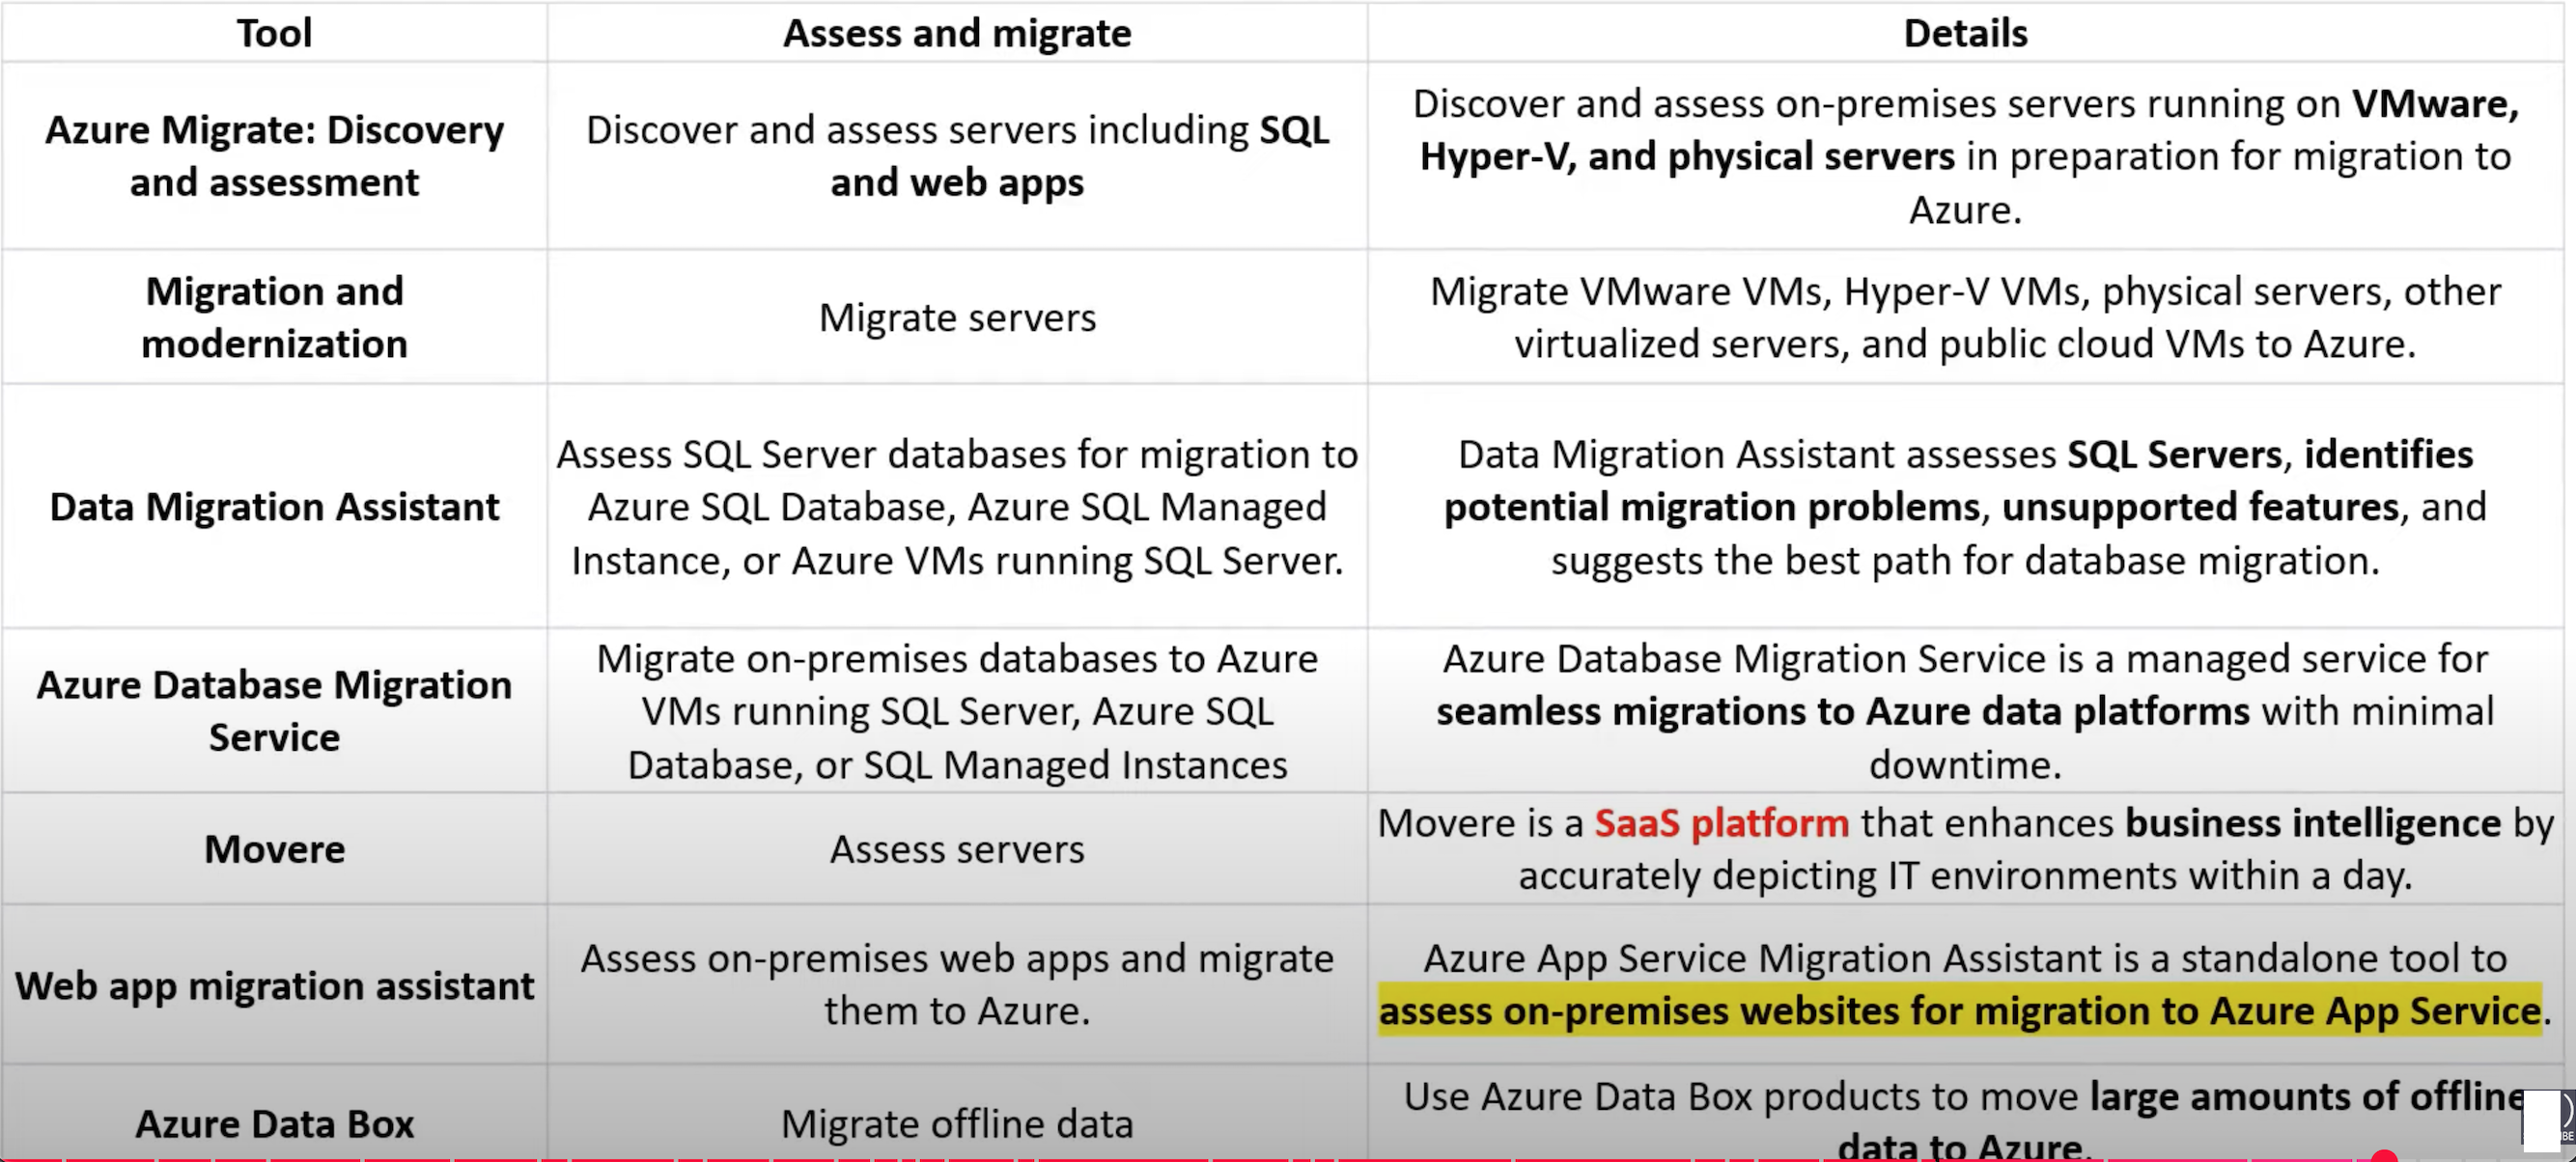 Tool
Assess and migrate
Details
Azure Migrate: Discovery
and assessment
Discover and assess servers including SQL
and web apps
Discover and assess on-premises servers running on VMware,
Hyper-V, and physical servers in preparation for migration to
Azure.
Migration and
modernization
Migrate servers
Migrate VMware VMs, Hyper-V VMs, physical servers, other
virtualized servers, and public cloud VMs to Azure.
Data Migration Assistant
Assess SQL Server databases for migration to
Azure SQL Database, Azure SQL Managed
Instance, or Azure VMs running SQL Server.
Data Migration Assistant assesses SQL Servers, identifies
potential migration problems, unsupported features, and
suggests the best path for database migration.
Azure Database Migration
Service
Migrate on-premises databases to Azure
VMs running SQL Server, Azure SQL
Database, or SQL Managed Instances
Azure Database Migration Service is a managed service for
seamless migrations to Azure data platforms with minimal
downtime.
Movere
Assess servers
Movere is a SaaS platform that enhances business intelligence by
accurately depicting IT environments within a day.
Web app migration assistant
Assess on-premises web apps and migrate
them to Azure.
Azure App Service Migration Assistant is a standalone tool to
assess on-premises websites for migration to Azure App Service.
Azure Data Box
Migrate offline data
Use Azure Data Box products to move large amounts of offline
data to Azure.